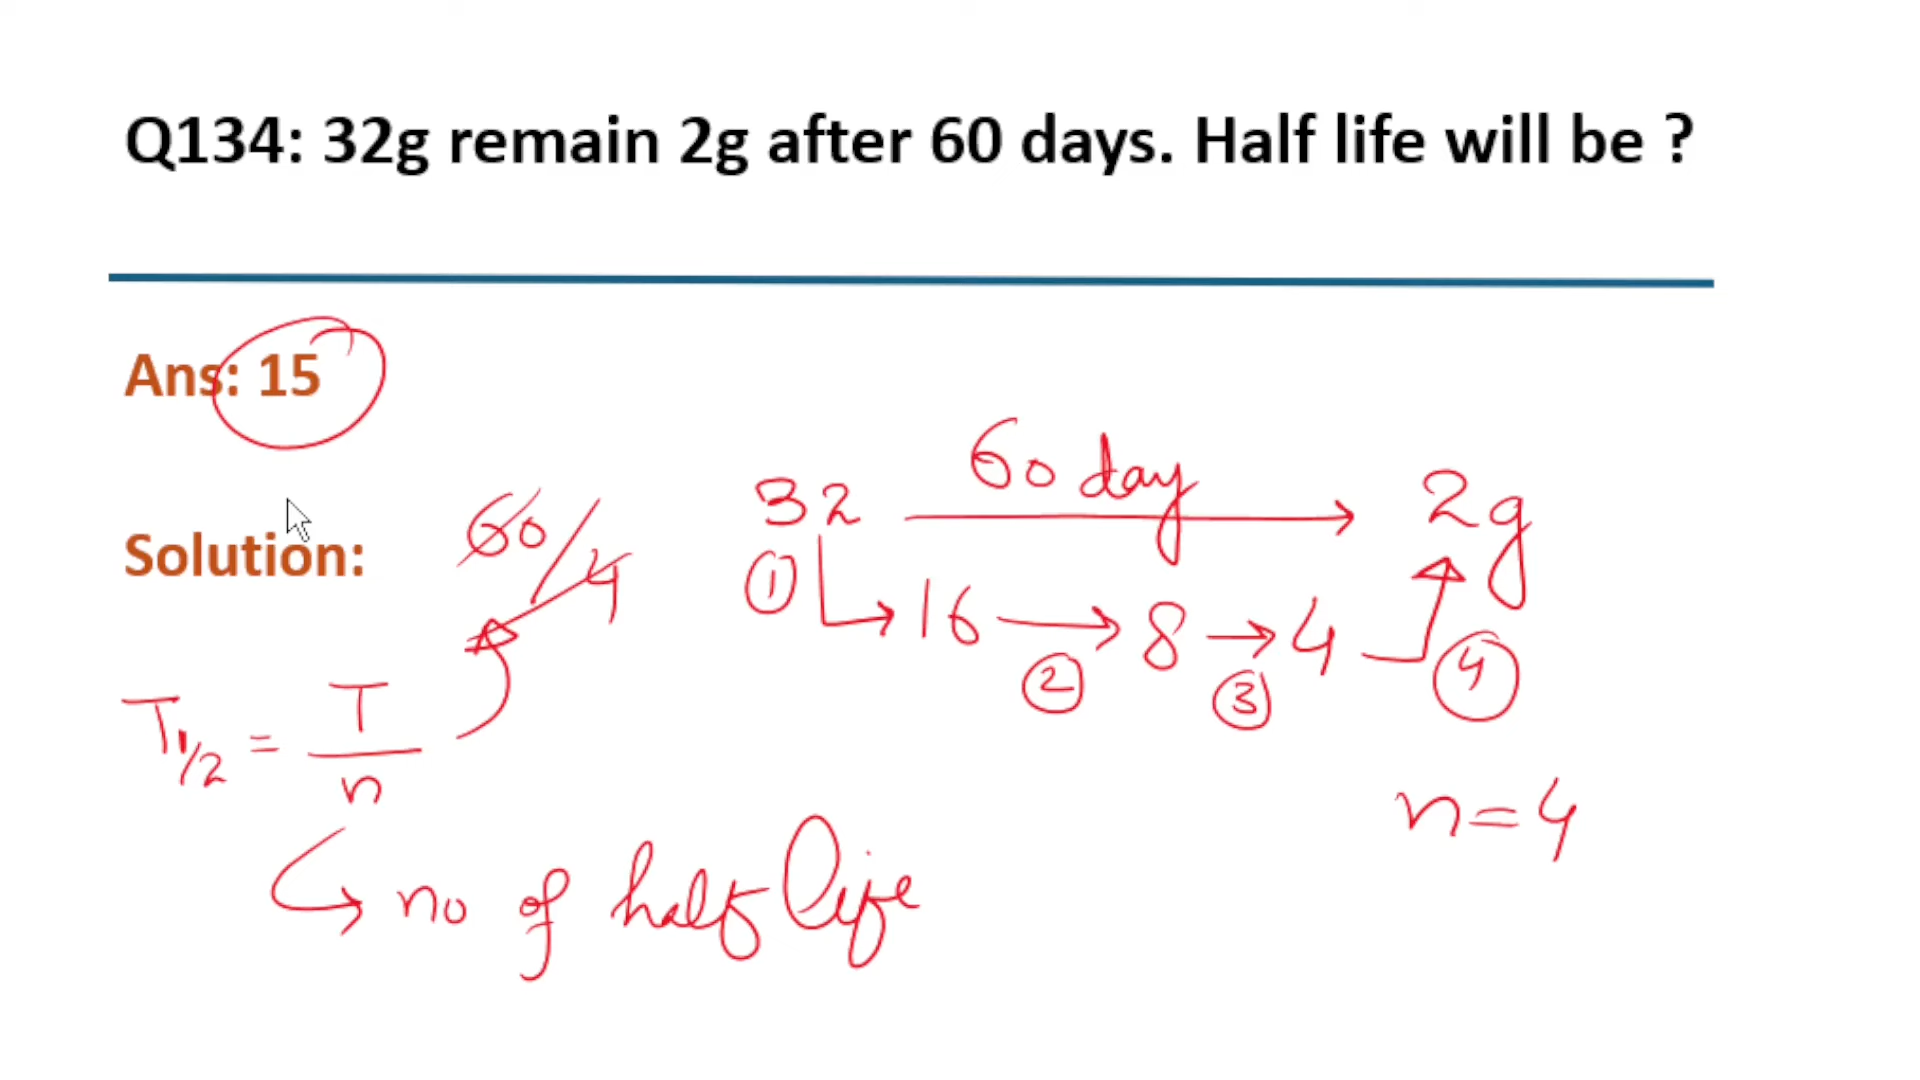 Q134: 32g remain 2g after 60 days. Half life will be ?
Ans: 15
Solution:
60/4
32 60 day 2g
① 16 8 4
② ③ ④
T1/2 = T/n
n=4
no of half life